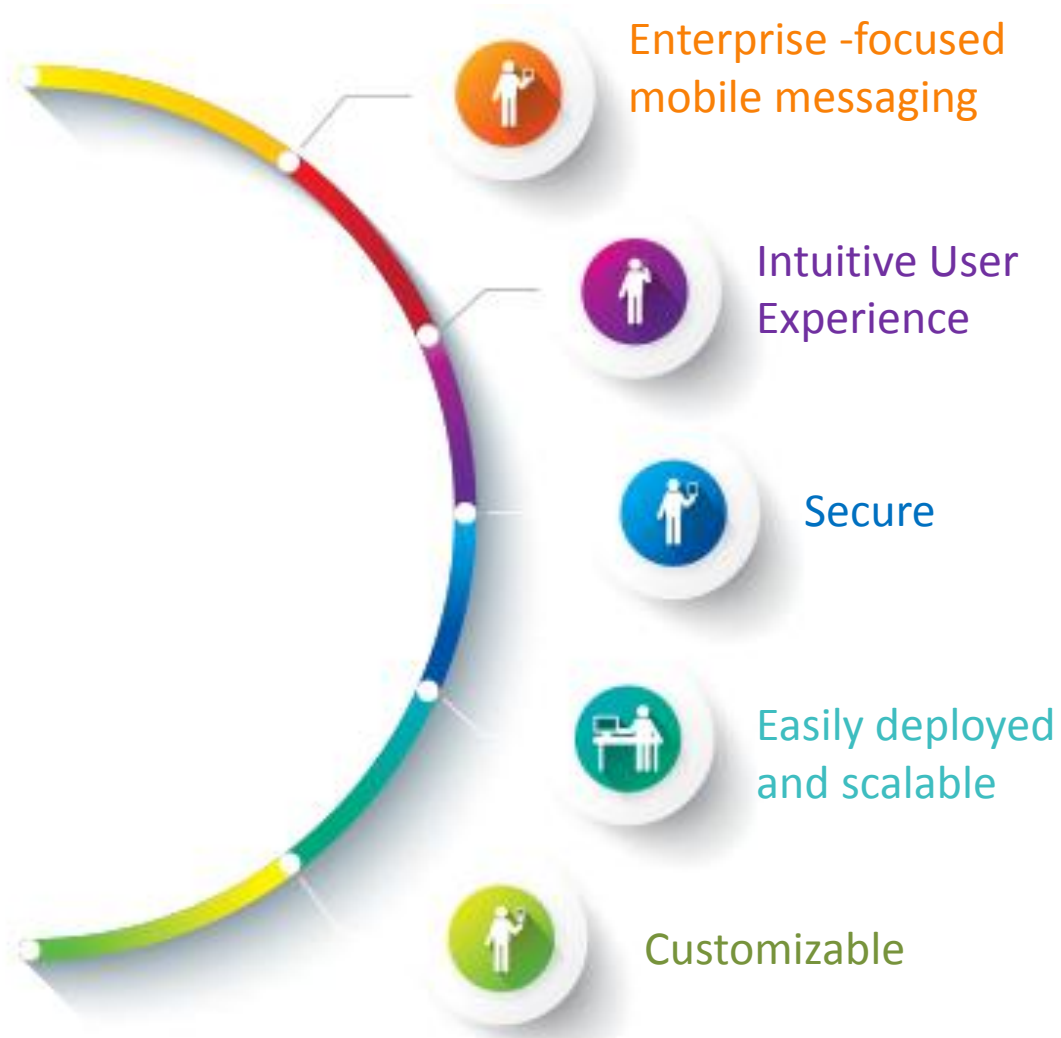 Enterprise -focused
mobile messaging
Intuitive User
Experience
Secure
Easily deployed
and scalable
Customizable